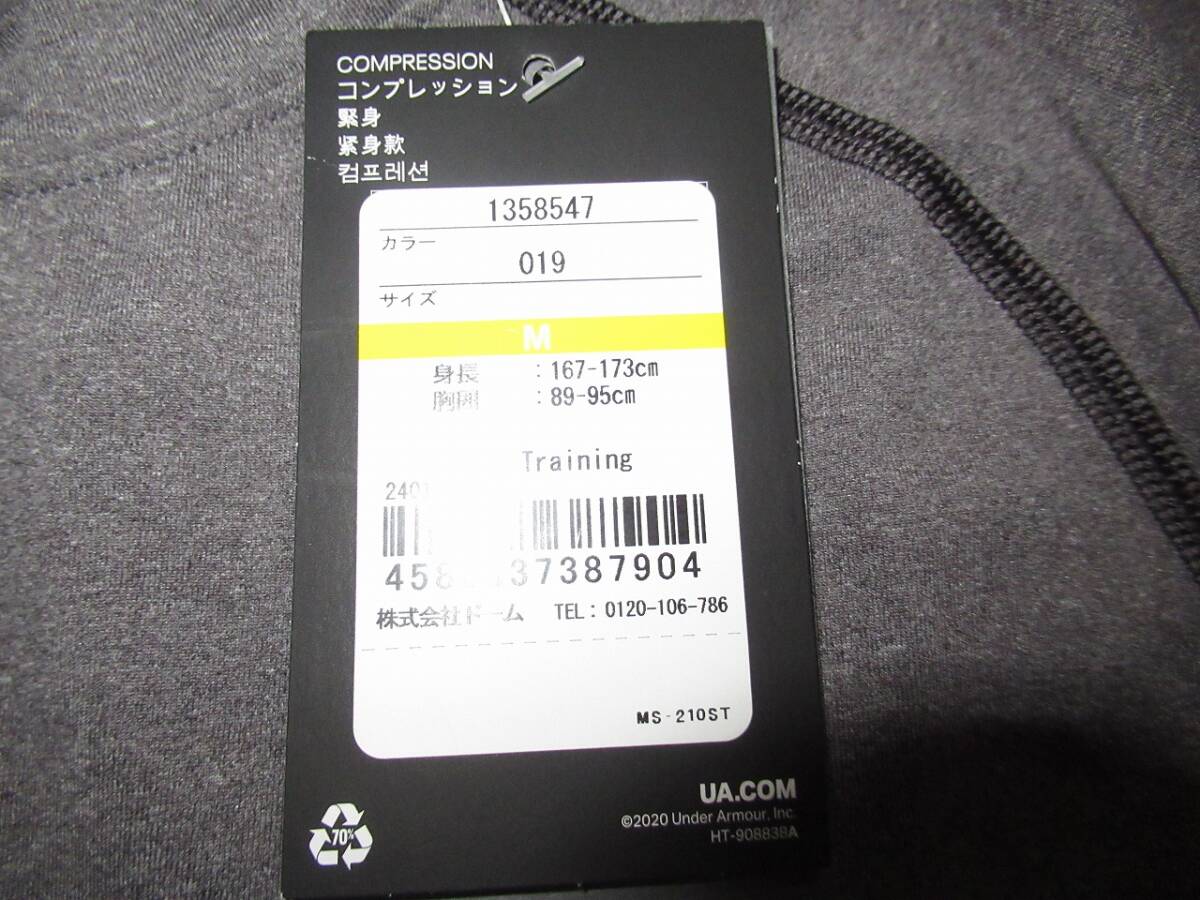 COMPRESSION
コンプレッション
緊身
紧身款
컴프레션
1358547
カラー
019
サイズ
M
身長 : 167-173cm
胸囲 : 89-95cm
Training
株式会社ドーム TEL: 0120-106-786
MS-210ST
UA.COM
©2020 Under Armour, Inc.
HT-90883BA
70%